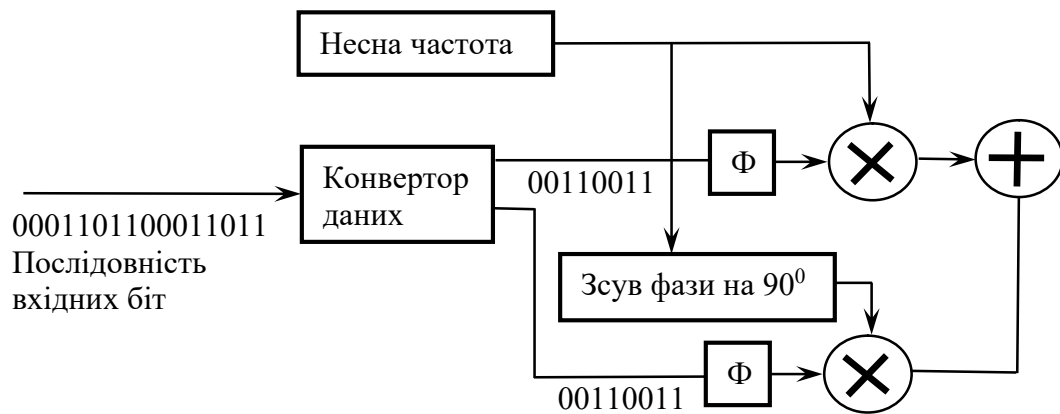 Несна частота
Ф
00110011
Конвертор
даних
0001101100011011
Послідовність
вхідних біт
Зсув фази на 90⁰
Ф
00110011